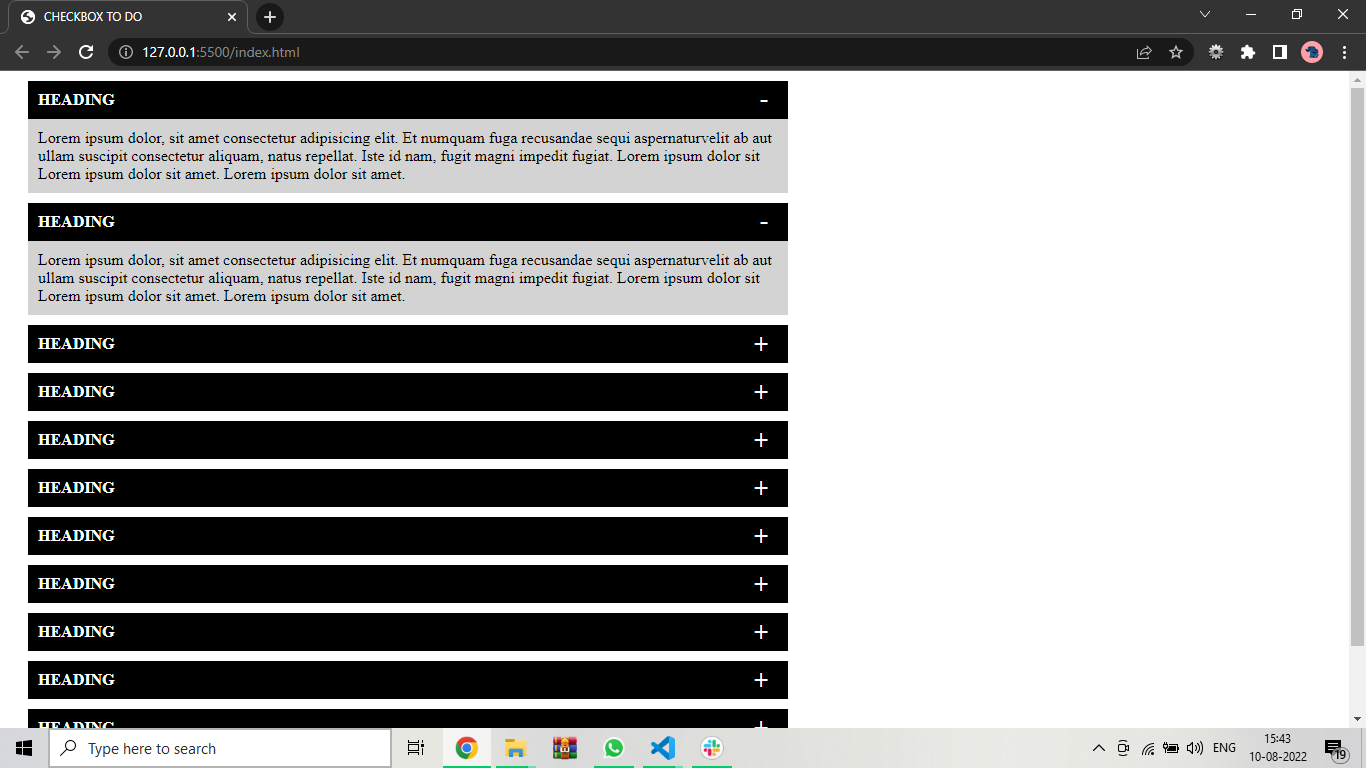 CHECKBOX TO DO
127.0.0.1:5500/index.html
HEADING -
Lorem ipsum dolor, sit amet consectetur adipisicing elit. Et numquam fuga recusandae sequi aspernaturvelit ab aut
ullam suscipit consectetur aliquam, natus repellat. Iste id nam, fugit magni impedit fugiat. Lorem ipsum dolor sit
Lorem ipsum dolor sit amet. Lorem ipsum dolor sit amet.
HEADING -
Lorem ipsum dolor, sit amet consectetur adipisicing elit. Et numquam fuga recusandae sequi aspernaturvelit ab aut
ullam suscipit consectetur aliquam, natus repellat. Iste id nam, fugit magni impedit fugiat. Lorem ipsum dolor sit
Lorem ipsum dolor sit amet. Lorem ipsum dolor sit amet.
HEADING +
HEADING +
HEADING +
HEADING +
HEADING +
HEADING +
HEADING +
HEADING +
HEADING +
Type here to search
ENG
15:43
10-08-2022
19